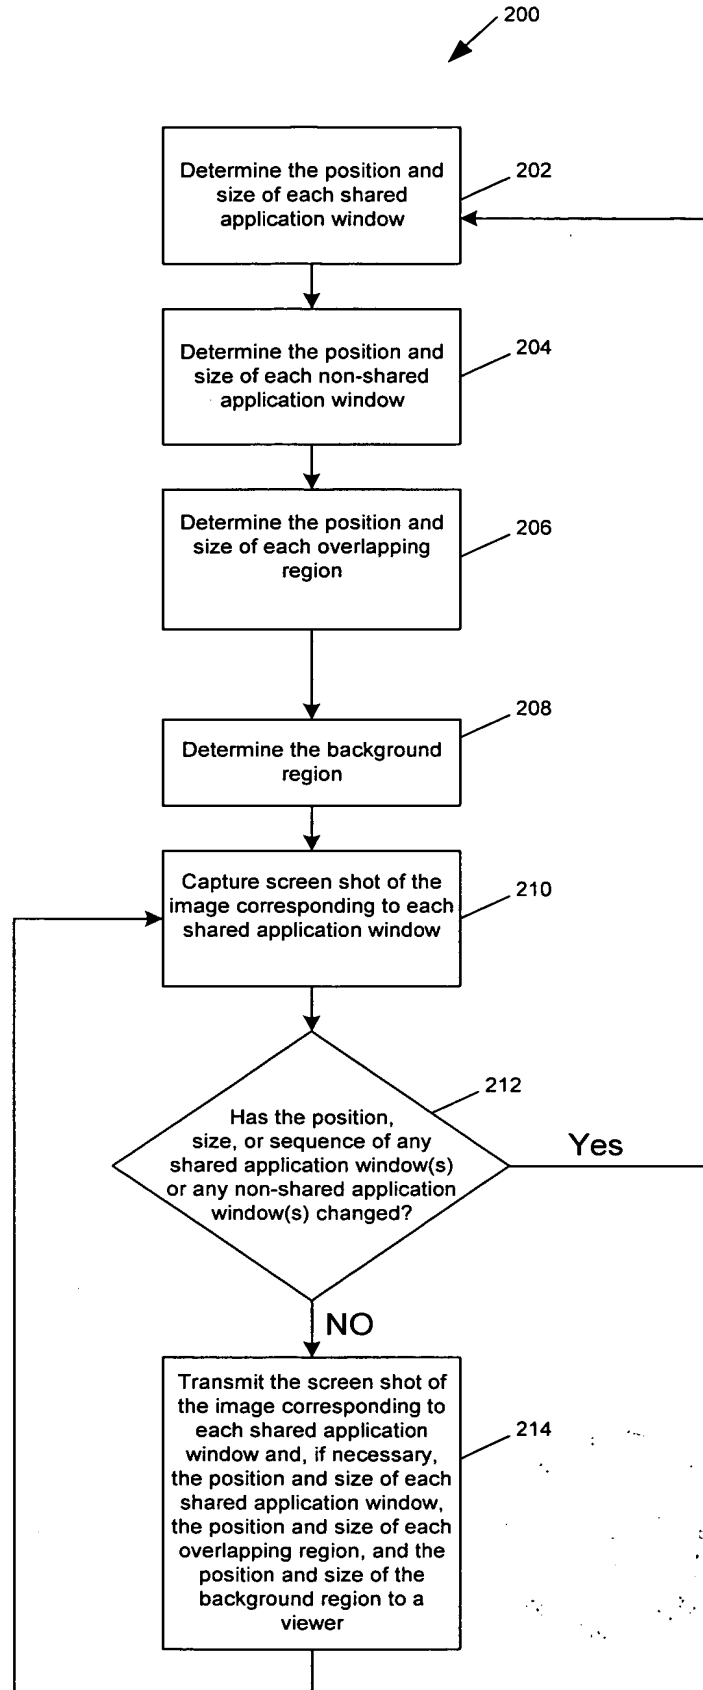 200
Determine the position and
size of each shared
application window
202
Determine the position and
size of each non-shared
application window
204
Determine the position and
size of each overlapping
region
206
208
Determine the background
region
Capture screen shot of the
image corresponding to each
shared application window
210
212
Has the position,
size, or sequence of any
shared application window(s)
or any non-shared application
window(s) changed?
Yes
NO
Transmit the screen shot of
the image corresponding to
each shared application
window and, if necessary,
the position and size of each
shared application window,
the position and size of each
overlapping region, and the
position and size of the
background region to a
viewer
214